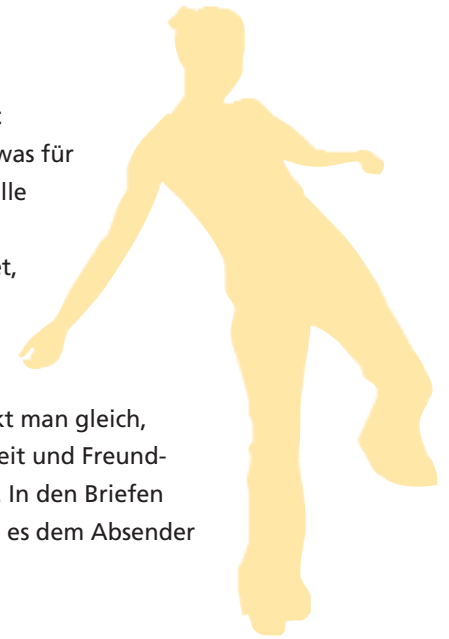 was für
lle
et,
kt man gleich,
eit und Freund-
. In den Briefen
es dem Absender